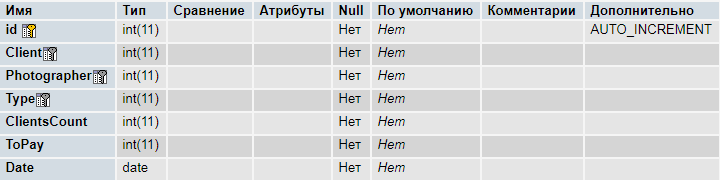 Имя Тип Сравнение Атрибуты Null По умолчанию Комментарии Дополнительно
id int(11) Нет Нет AUTO_INCREMENT
Client int(11) Нет Нет
Photographer int(11) Нет Нет
Type int(11) Нет Нет
ClientsCount int(11) Нет Нет
ToPay int(11) Нет Нет
Date date Нет Нет